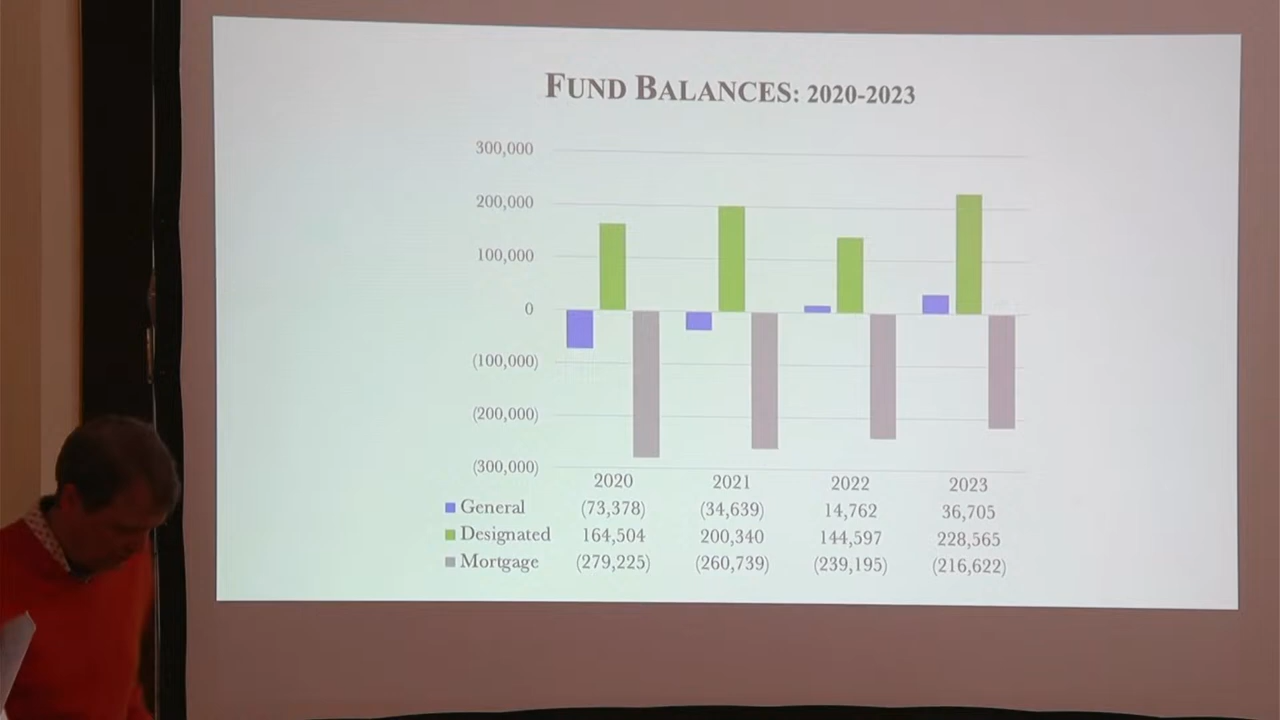 FUND BALANCES: 2020-2023
300,000
200,000
100,000
0
(100,000)
(200,000)
(300,000)
2020 2021 2022 2023
General (73,378) (34,639) 14,762 36,705
Designated 164,504 200,340 144,597 228,565
Mortgage (279,225) (260,739) (239,195) (216,622)